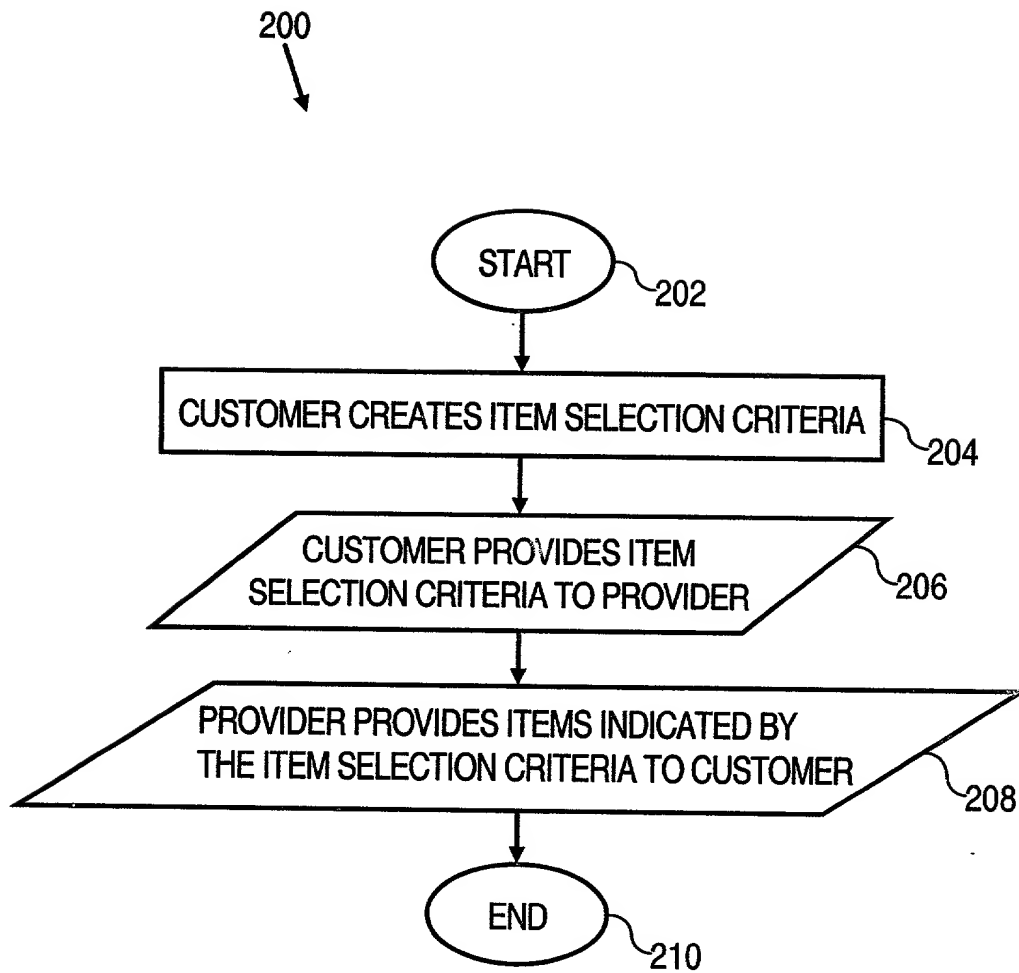 200
START
202
CUSTOMER CREATES ITEM SELECTION CRITERIA
204
CUSTOMER PROVIDES ITEM
SELECTION CRITERIA TO PROVIDER
206
PROVIDER PROVIDES ITEMS INDICATED BY
THE ITEM SELECTION CRITERIA TO CUSTOMER
208
END
210